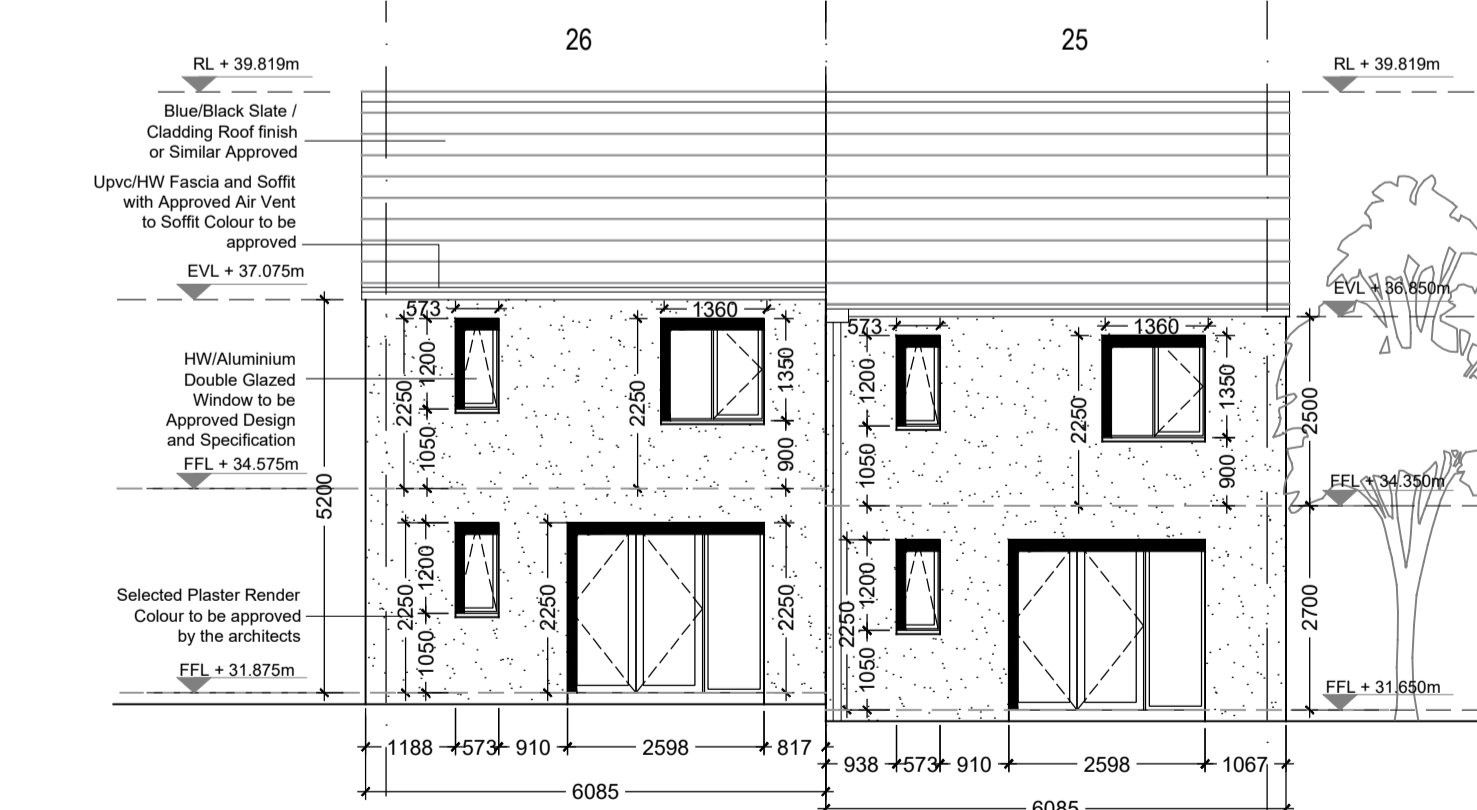 26
25
RL + 39.819m
RL + 39.819m
Blue/Black Slate /
Cladding Roof finish
or Similar Approved
Upvc/HW Fascia and Soffit
with Approved Air Vent
to Soffit Colour to be
approved
EVL + 37.075m
EVL + 36.850m
573
1360
573
1360
HW/Aluminium
Double Glazed
Window to be
Approved Design
and Specification
FFL + 34.575m
FFL + 34.350m
5200
2250
1200
1050
2250
1350
900
1200
1050
2250
1350
900
2500
Selected Plaster Render
Colour to be approved
by the architects
FFL + 31.875m
FFL + 31.650m
2250
1200
1050
2250
2250
2250
1200
1050
2700
1188
573
910
2598
817
938
573
910
2598
1067
6085
6085